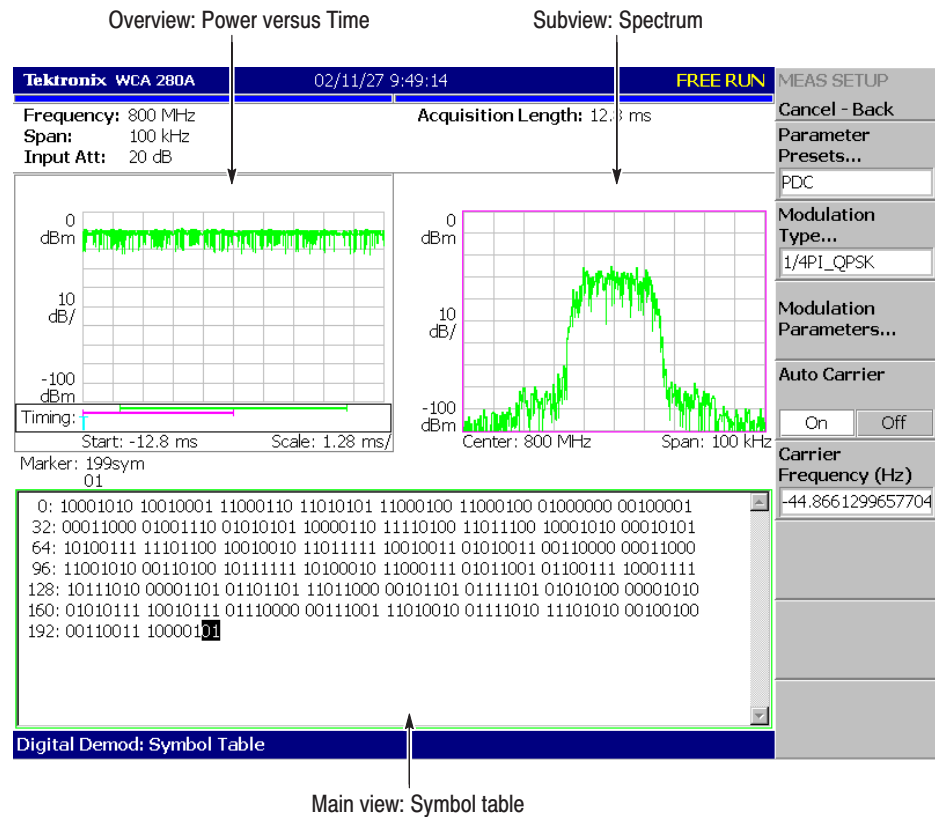 Overview: Power versus Time
Subview: Spectrum
Tektronix WCA 280A 02/11/27 9:49:14 FREE RUN
Frequency: 800 MHz
Span: 100 kHz
Input Att: 20 dB
Acquisition Length: 12.8 ms
0
dBm
10
dB/
-100
dBm
Timing:
T
Start: -12.8 ms Scale: 1.28 ms/
0
dBm
10
dB/
-100
dBm
Center: 800 MHz Span: 100 kHz
Marker: 199sym
01
0: 10001010 10010001 11000110 11010101 11000100 11000100 01000000 00100001
32: 00011000 01001110 01010101 10000110 11110100 11011100 10001010 00010101
64: 10100111 11101100 10010010 11011111 10010011 01010011 00110000 00011000
96: 11001010 00110100 10111111 10100010 11000111 01011001 01100111 10001111
128: 10111010 00001101 01101101 11011000 00101101 01111101 01010100 00001010
160: 01010111 10010111 01110000 00111001 11010010 01111010 11101010 00100100
192: 00110011 10000101
Digital Demod: Symbol Table
MEAS SETUP
Cancel - Back
Parameter
Presets...
PDC
Modulation
Type...
1/4PI_QPSK
Modulation
Parameters...
Auto Carrier
On Off
Carrier
Frequency (Hz)
-44.8661299657704
Main view: Symbol table